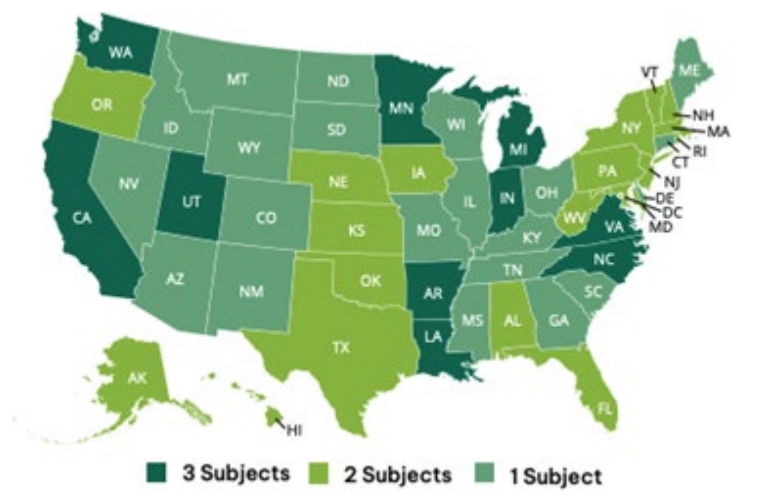 WA
MT
ND
MN
VT
ME
OR
ID
WY
SD
WI
MI
NY
NH
MA
RI
CT
NV
UT
CO
NE
IA
IL
IN
OH
PA
NJ
DE
DC
MD
CA
AZ
NM
KS
MO
KY
WV
VA
OK
AR
TN
NC
SC
TX
LA
MS
AL
GA
FL
AK
HI
3 Subjects 2 Subjects 1 Subject